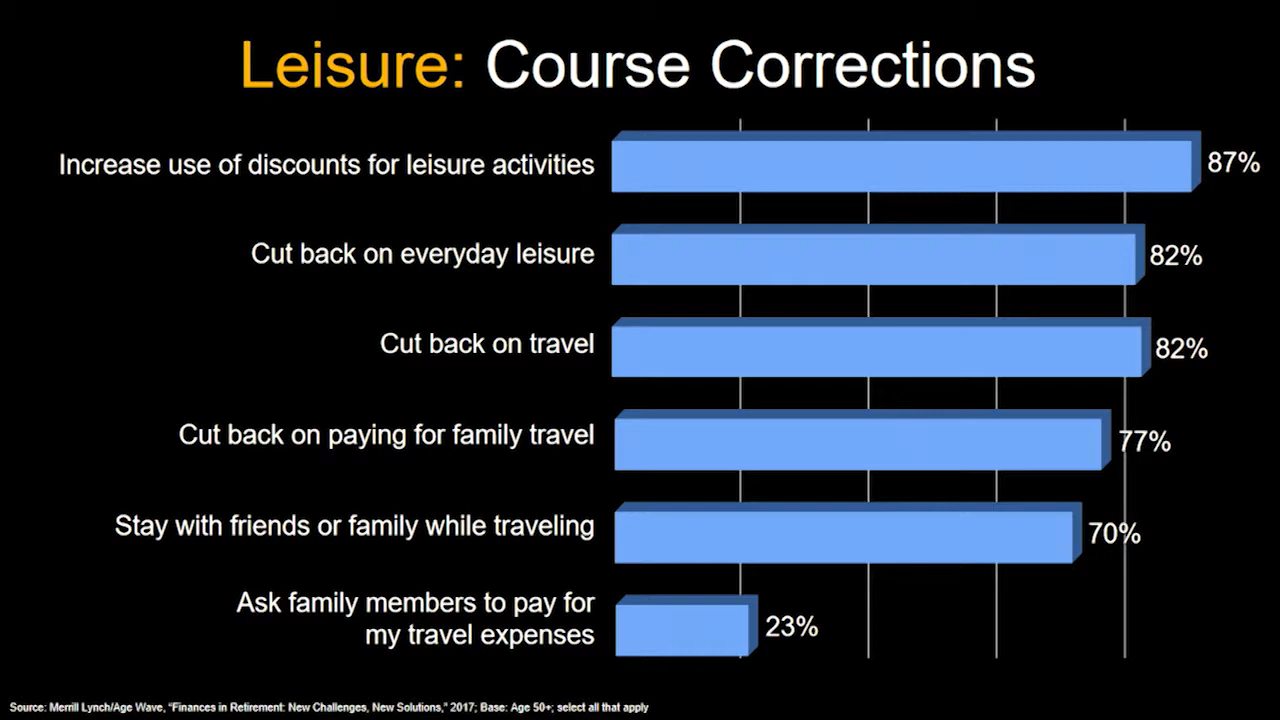 Leisure: Course Corrections
Increase use of discounts for leisure activities 87%
Cut back on everyday leisure 82%
Cut back on travel 82%
Cut back on paying for family travel 77%
Stay with friends or family while traveling 70%
Ask family members to pay for
my travel expenses 23%
Source: Merrill Lynch/Age Wave, “Finances in Retirement: New Challenges, New Solutions,” 2017; Base: Age 50+; select all that apply